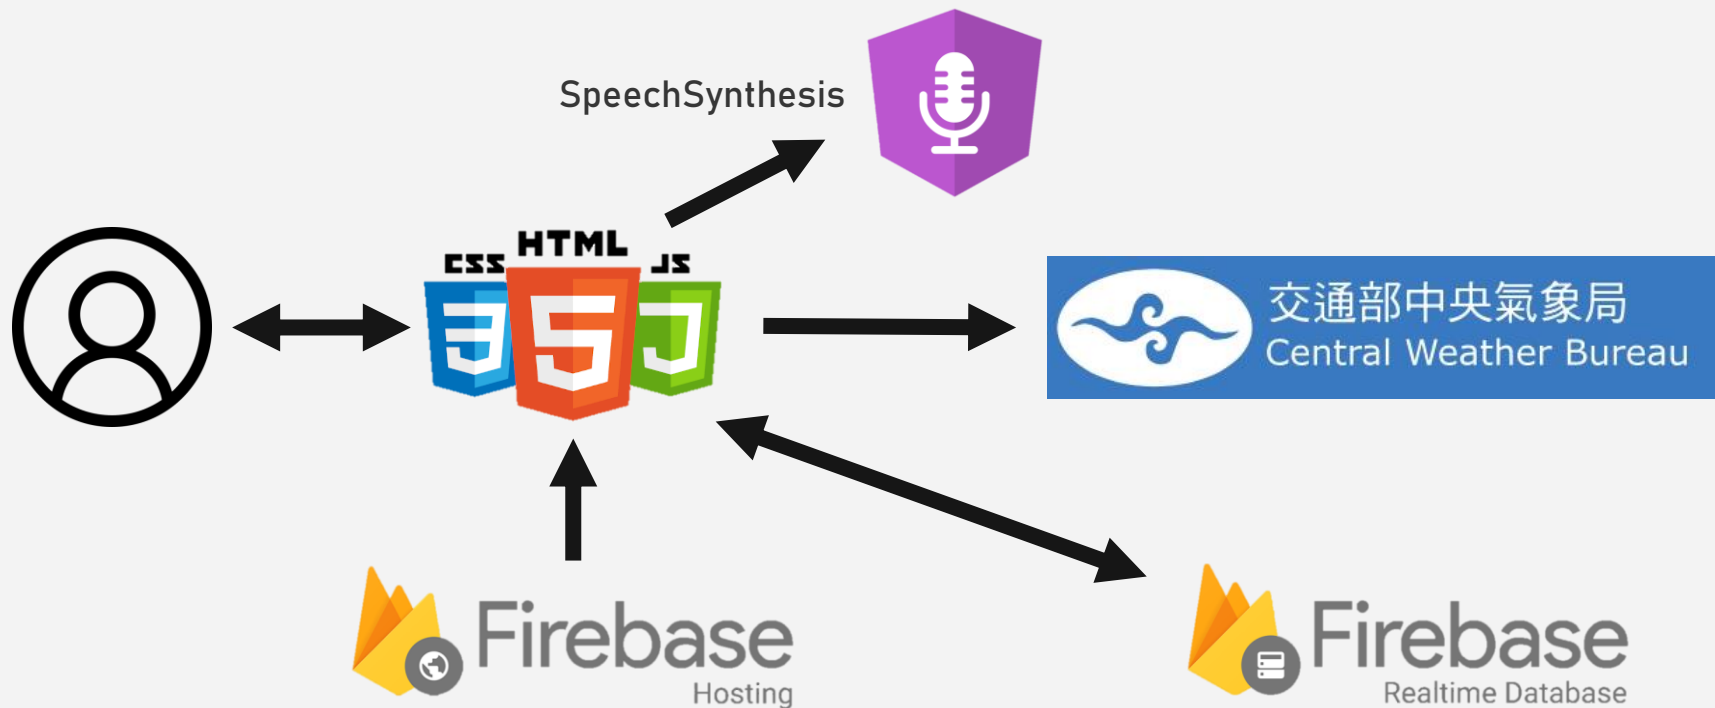 SpeechSynthesis
CSS HTML JS
交通部中央氣象局
Central Weather Bureau
Firebase
Hosting
Firebase
Realtime Database